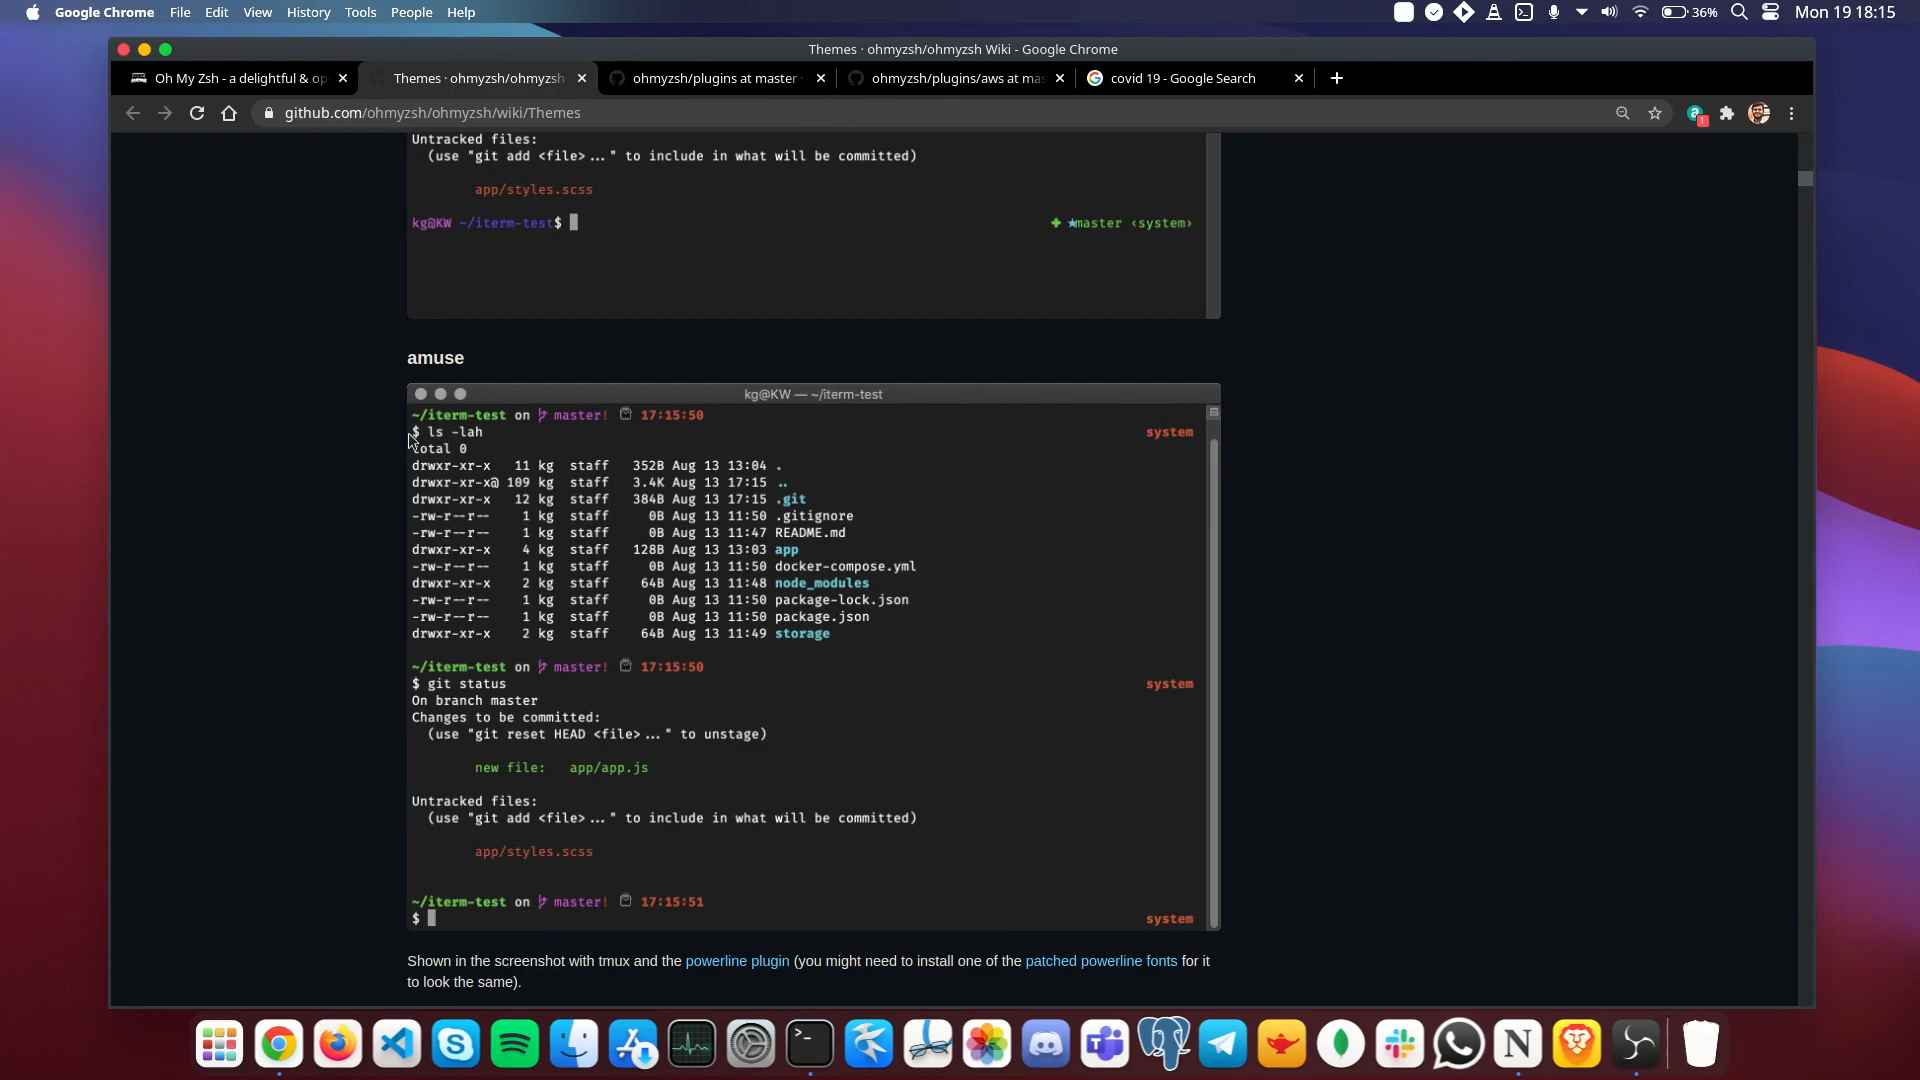 Google Chrome File Edit View History Tools People Help
36% Mon 19 18:15
Themes · ohmyzsh/ohmyzsh Wiki - Google Chrome
Oh My Zsh - a delightful & op
Themes · ohmyzsh/ohmyzsh
ohmyzsh/plugins at master ·
ohmyzsh/plugins/aws at mas
covid 19 - Google Search
github.com/ohmyzsh/ohmyzsh/wiki/Themes
1
Untracked files:
(use "git add <file>..." to include in what will be committed)
app/styles.scss
kg@KW ~/iterm-test$ master ‹system›
amuse
kg@KW — ~/iterm-test
~/iterm-test on master! 17:15:50
$ ls -lah system
total 0
drwxr-xr-x 11 kg staff 352B Aug 13 13:04 .
drwxr-xr-x@ 109 kg staff 3.4K Aug 13 17:15 ..
drwxr-xr-x 12 kg staff 384B Aug 13 17:15 .git
-rw-r--r-- 1 kg staff 0B Aug 13 11:50 .gitignore
-rw-r--r-- 1 kg staff 0B Aug 13 11:47 README.md
drwxr-xr-x 4 kg staff 128B Aug 13 13:03 app
-rw-r--r-- 1 kg staff 0B Aug 13 11:50 docker-compose.yml
drwxr-xr-x 2 kg staff 64B Aug 13 11:48 node_modules
-rw-r--r-- 1 kg staff 0B Aug 13 11:50 package-lock.json
-rw-r--r-- 1 kg staff 0B Aug 13 11:50 package.json
drwxr-xr-x 2 kg staff 64B Aug 13 11:49 storage
~/iterm-test on master! 17:15:50
$ git status system
On branch master
Changes to be committed:
(use "git reset HEAD <file>..." to unstage)
new file: app/app.js
Untracked files:
(use "git add <file>..." to include in what will be committed)
app/styles.scss
~/iterm-test on master! 17:15:51
$ system
Shown in the screenshot with tmux and the powerline plugin (you might need to install one of the patched powerline fonts for it
to look the same).